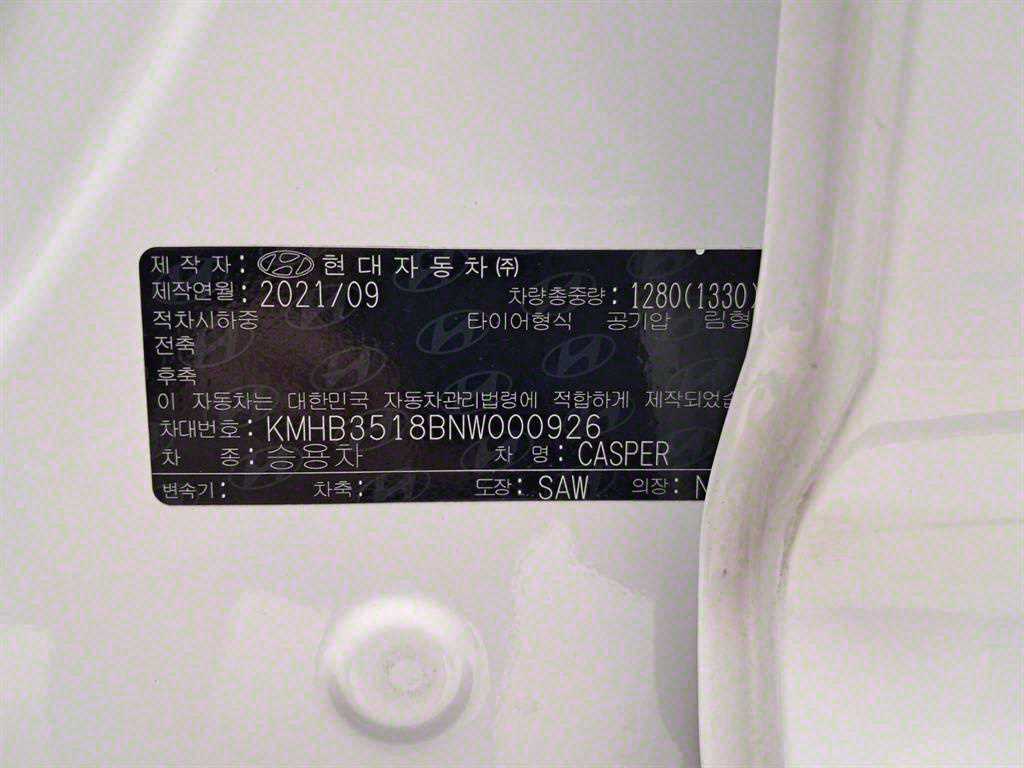 제 작 자 : 현대자동차(주)
제작연월 : 2021/09 차량총중량 : 1280(1330)
적차시하중 타이어형식 공기압 림형
전축
후축
이 자동차는 대한민국 자동차관리법령에 적합하게 제작되었습
차대번호 : KMHB3518BNW000926
차 종 : 승용차 차 명 : CASPER
변속기 : 차축 : 도장 : SAW 의장 : N